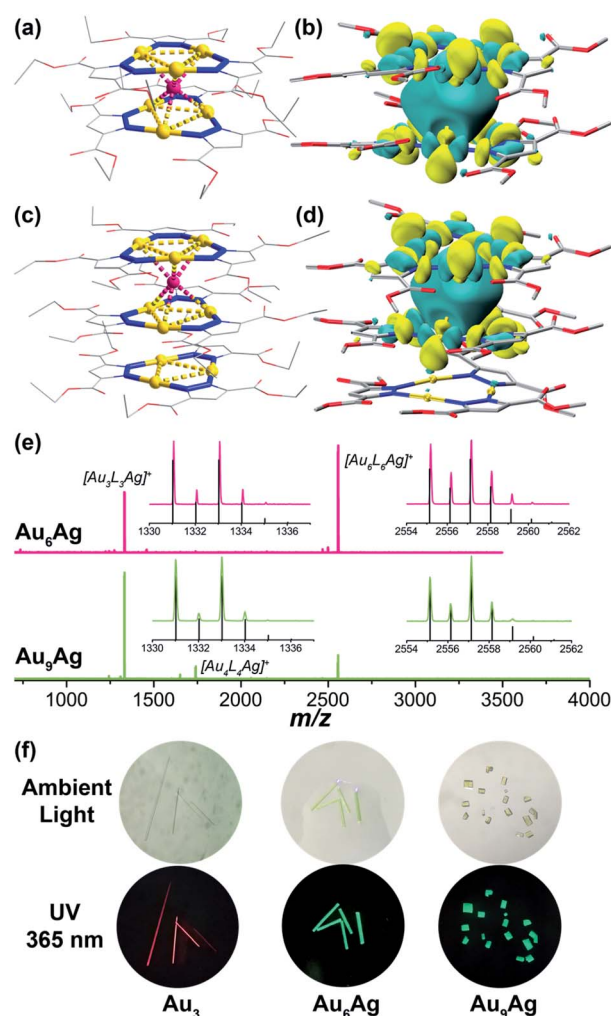 (a)
(b)
(c)
(d)
(e)
[Au3L3Ag]+
[Au6L6Ag]+
1330 1332 1334 1336
2554 2556 2558 2560 2562
Au6Ag
1330 1332 1334 1336
2554 2556 2558 2560 2562
Au9Ag
[Au4L4Ag]+
1000 1500 2000 2500 3000 3500 4000
m/z
(f)
Ambient
Light
UV
365 nm
Au3 Au6Ag Au9Ag